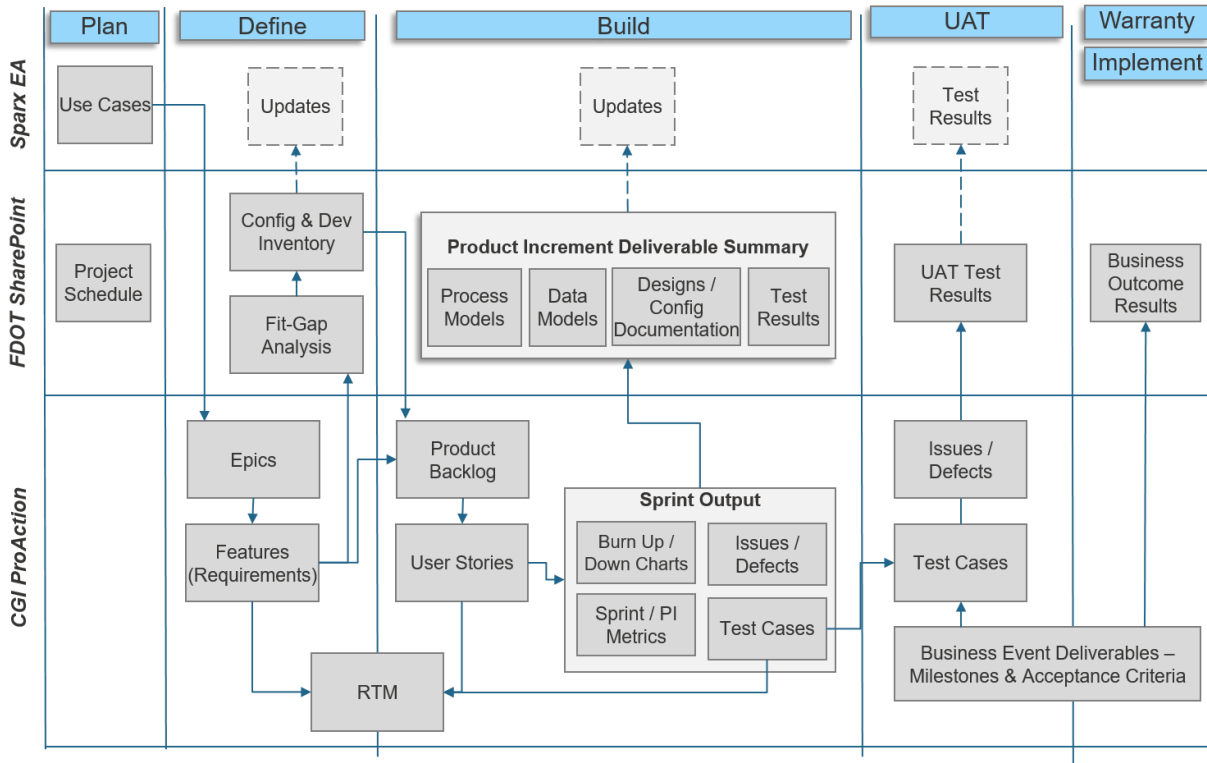 Plan
Define
Build
UAT
Warranty
Implement
Sparx EA
Use Cases
Updates
Updates
Test
Results
FDOT SharePoint
Project
Schedule
Config & Dev
Inventory
Fit-Gap
Analysis
Product Increment Deliverable Summary
Process
Models
Data
Models
Designs /
Config
Documentation
Test
Results
UAT Test
Results
Business
Outcome
Results
CGI ProAction
Epics
Features
(Requirements)
RTM
Product
Backlog
User Stories
Sprint Output
Burn Up /
Down Charts
Issues /
Defects
Sprint / PI
Metrics
Test Cases
Issues /
Defects
Test Cases
Business Event Deliverables –
Milestones & Acceptance Criteria